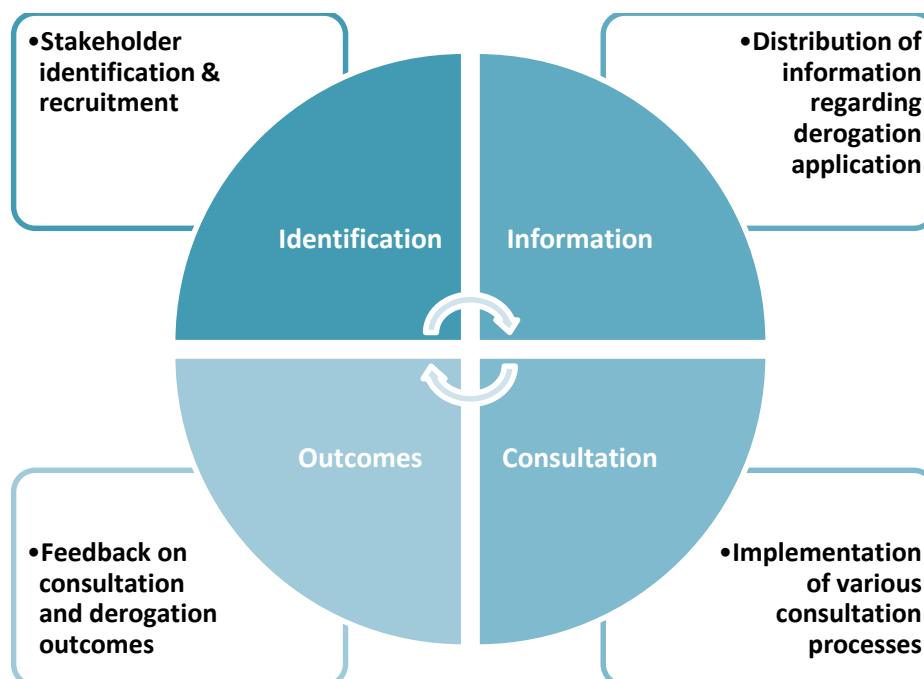 •Stakeholder
identification &
recruitment
•Distribution of
information
regarding
derogation
application
Identification
Information
Outcomes
Consultation
•Feedback on
consultation
and derogation
outcomes
•Implementation
of various
consultation
processes